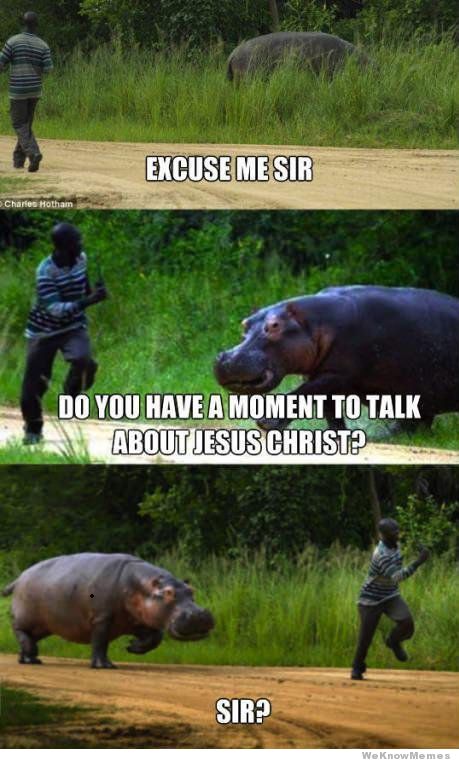 EXCUSE ME SIR
© Charles Hotham
DO YOU HAVE A MOMENT TO TALK
ABOUT JESUS CHRIST?
SIR?
WeKnowMemes